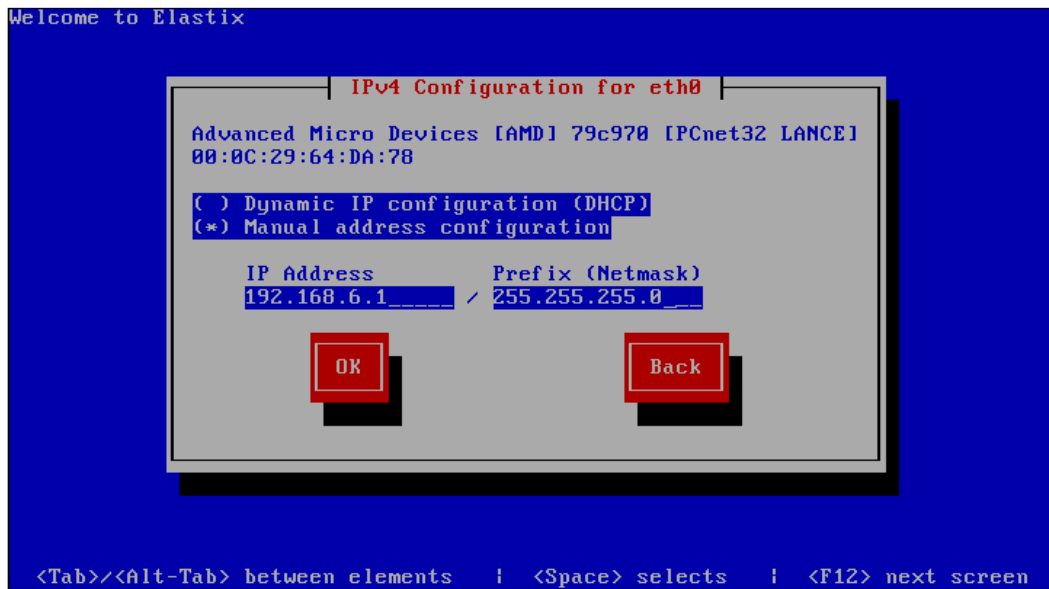 Welcome to Elastix
IPv4 Configuration for eth0
Advanced Micro Devices [AMD] 79c970 [PCnet32 LANCE]
00:0C:29:64:DA:78
( ) Dynamic IP configuration (DHCP)
(*) Manual address configuration
IP Address Prefix (Netmask)
192.168.6.1_____ / 255.255.255.0___
OK Back
<Tab>/<Alt-Tab> between elements | <Space> selects | <F12> next screen